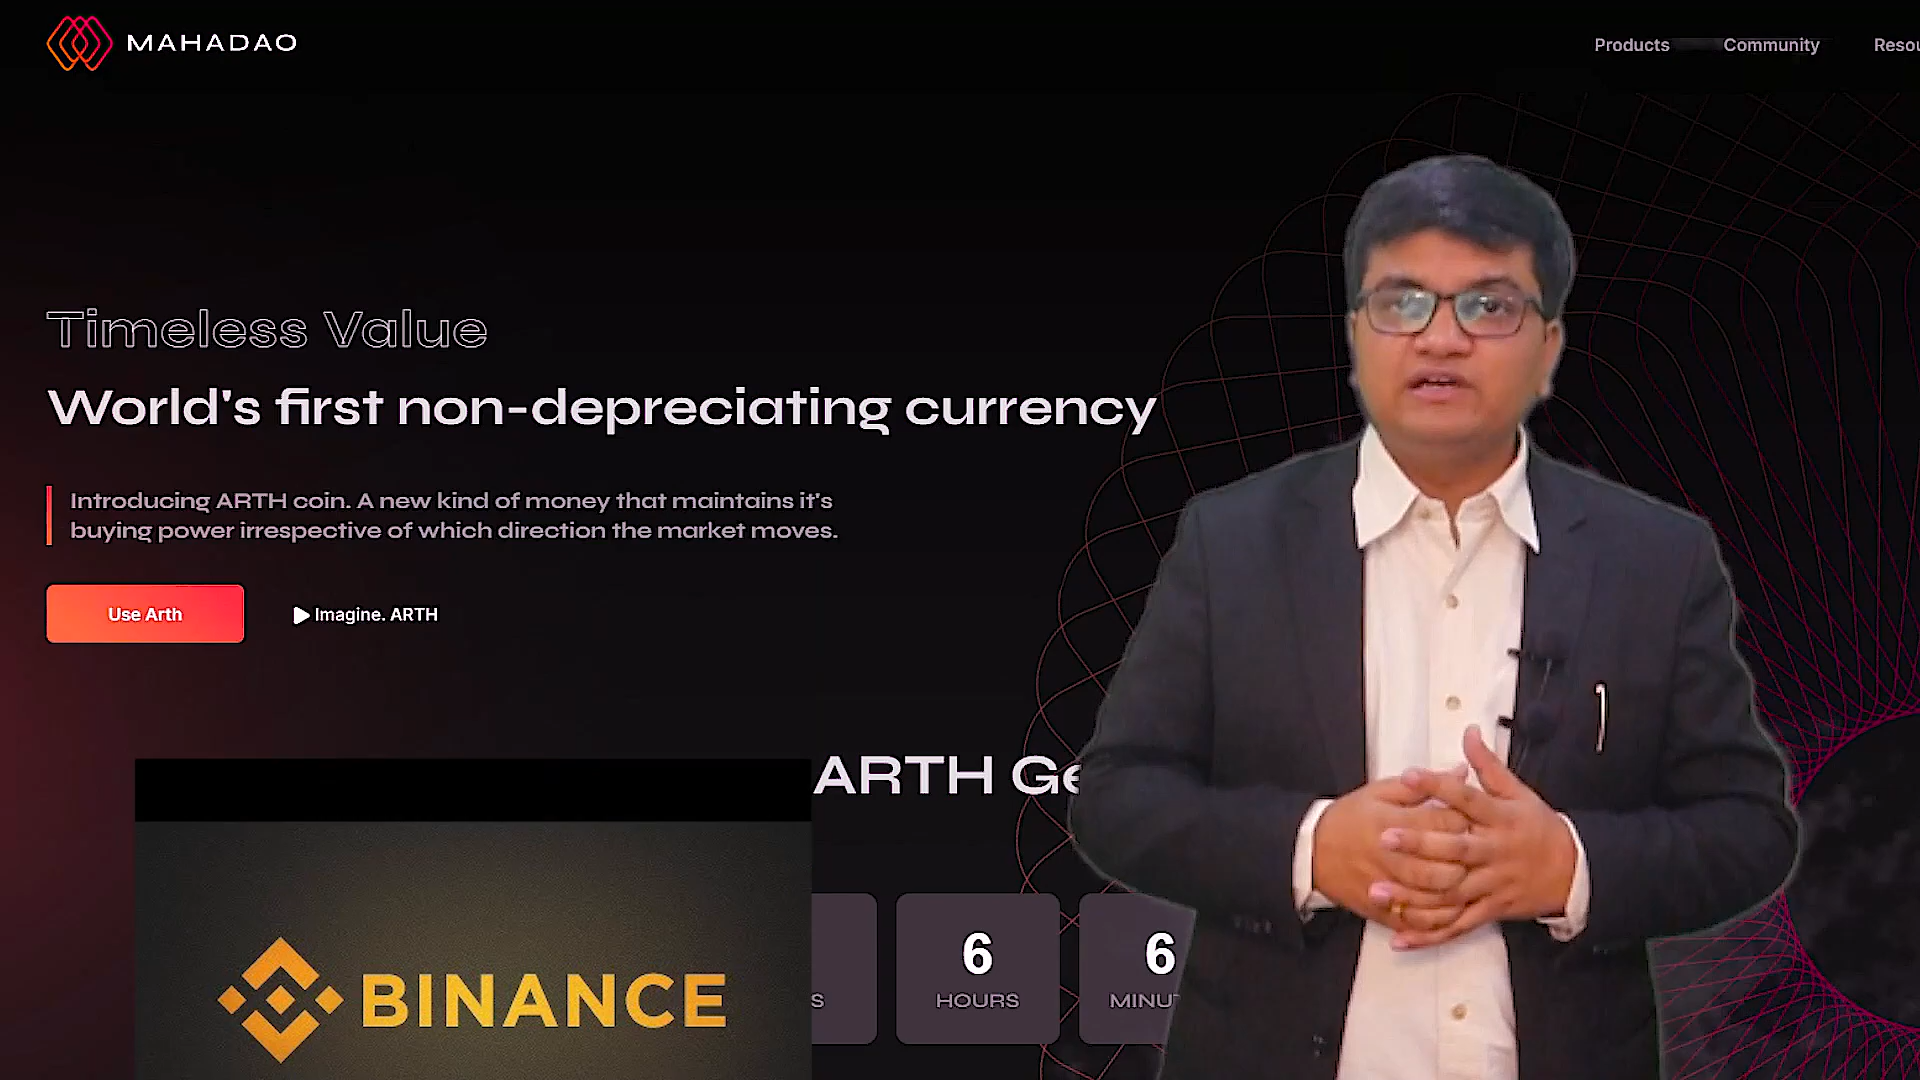 MAHADAO
Products
Community
Timeless Value
World's first non-depreciating currency
Introducing ARTH coin. A new kind of money that maintains it's
buying power irrespective of which direction the market moves.
Use Arth
Imagine. ARTH
ARTH
6
6
HOURS
BINANCE